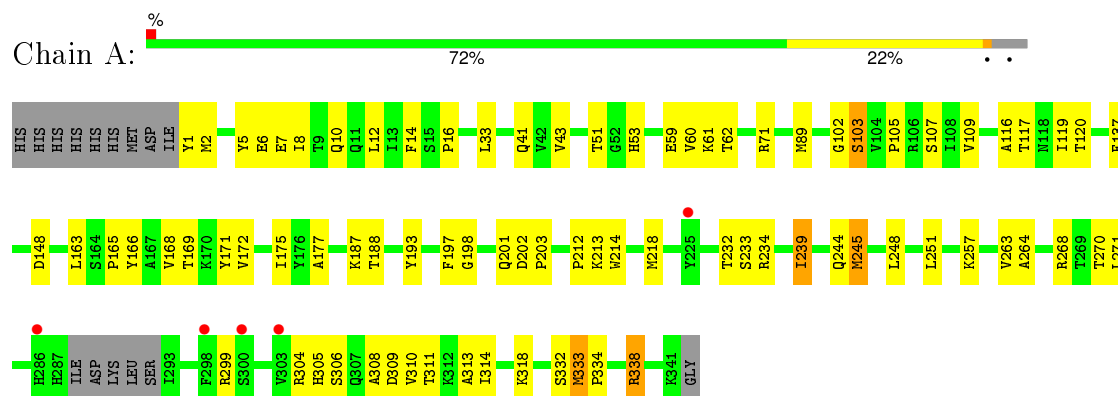 %
Chain A:
72% 22% • •
HIS HIS HIS HIS HIS HIS MET ASP ILE Y1 M2 Y5 E6 E7 I8 T9 Q10 Q11 L12 I13 F14 S15 P16 L33 Q41 V42 V43 T51 G52 H53 E59 V60 K61 T62 R71 M89 G102 S103 V104 P105 R106 S107 I108 V109 A116 T117 N118 I119 T120
D148 L163 S164 P165 Y166 A167 V168 T169 K170 Y171 V172 I175 Y176 A177 K187 T188 Y193 F197 G198 Q201 D202 P203 P212 K213 W214 M218 Y225 T232 S233 R234 I239 Q244 M245 L248 L251 K257 V263 A264 R268 T269 T270 L271
H286 H287 ILE ASP LYS LEU SER I293 F298 R299 S300 V303 R304 H305 S306 Q307 A308 D309 V310 T311 K312 A313 I314 K318 S332 M333 P334 R338 K341 GLY